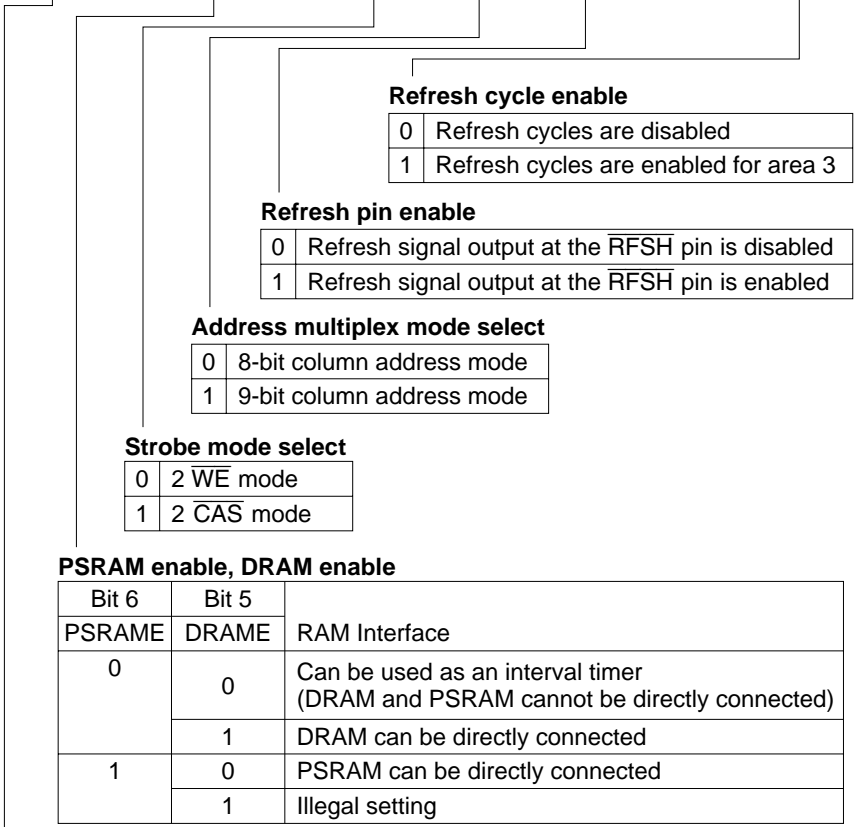 Refresh cycle enable
0 Refresh cycles are disabled
1 Refresh cycles are enabled for area 3
Refresh pin enable
0 Refresh signal output at the R̅F̅S̅H̅ pin is disabled
1 Refresh signal output at the R̅F̅S̅H̅ pin is enabled
Address multiplex mode select
0 8-bit column address mode
1 9-bit column address mode
Strobe mode select
0 2 W̅E̅ mode
1 2 C̅A̅S̅ mode
PSRAM enable, DRAM enable
Bit 6 Bit 5
PSRAME DRAME RAM Interface
0 0 Can be used as an interval timer
(DRAM and PSRAM cannot be directly connected)
1 DRAM can be directly connected
1 0 PSRAM can be directly connected
1 Illegal setting